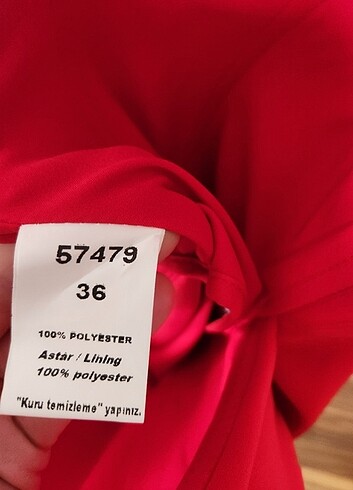 57479
36
100% POLYESTER
Astar / Lining
100% polyester
"Kuru temizleme" yapınız.